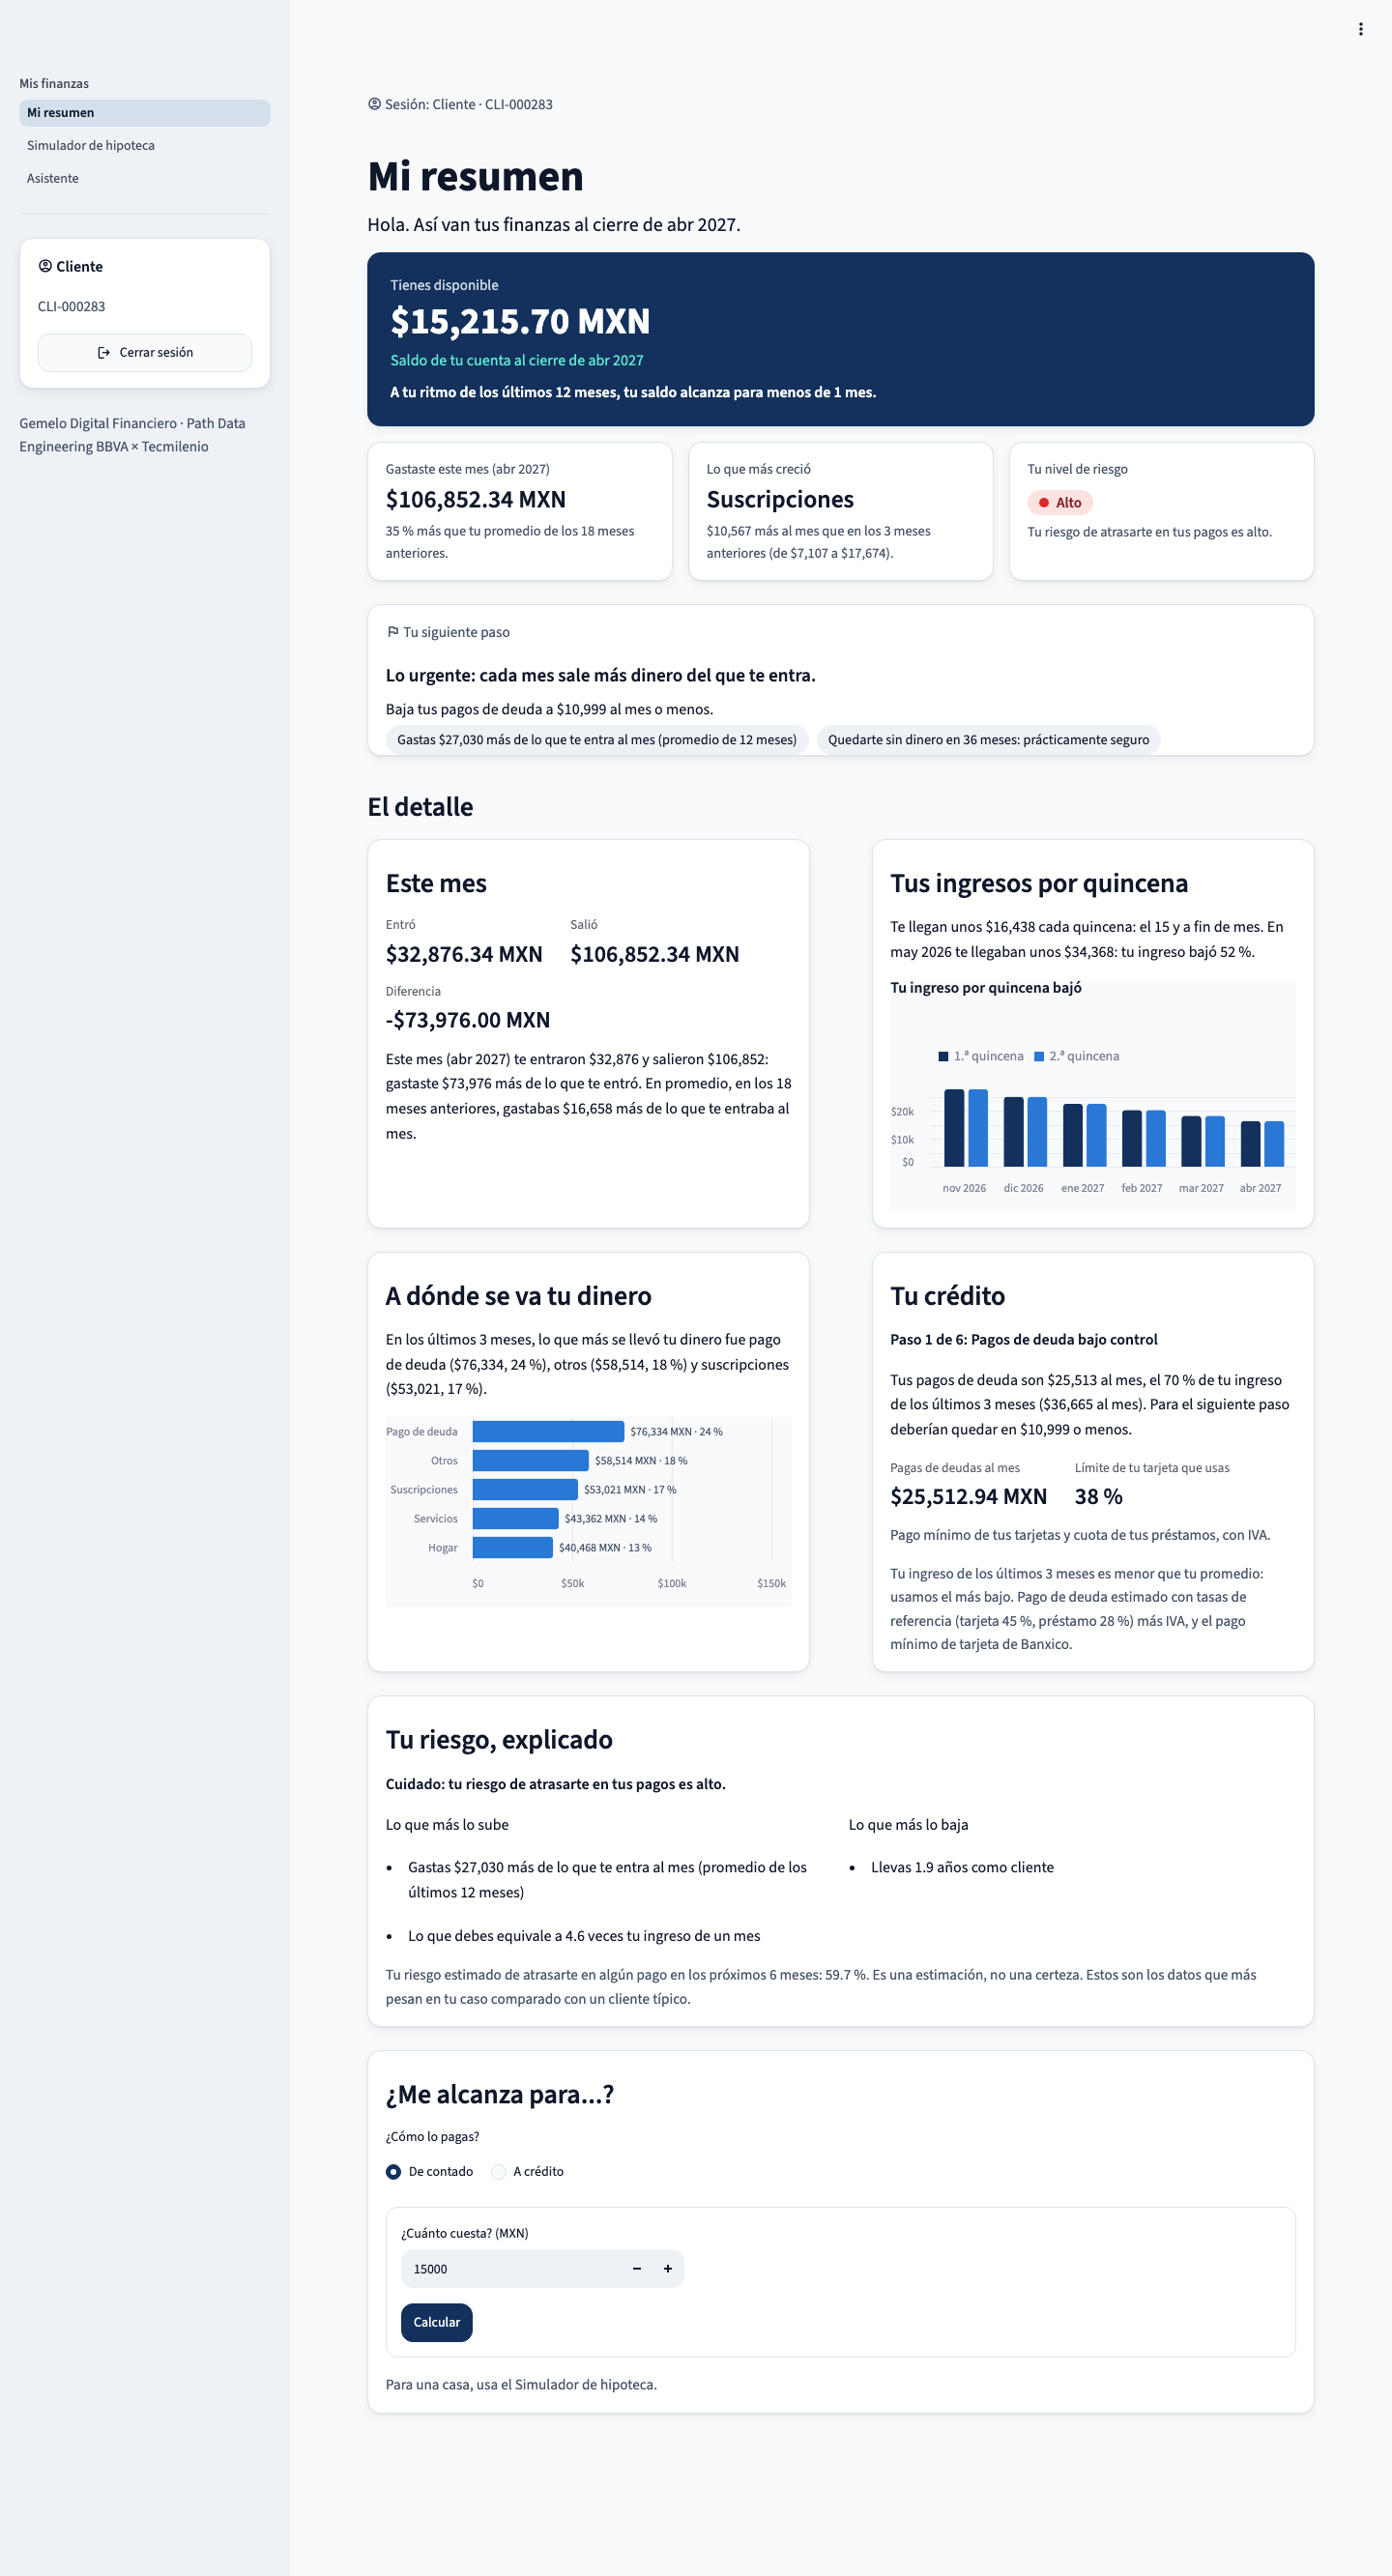 Mis finanzas
Mi resumen
Simulador de hipoteca
Asistente
Cliente
CLI-000283
Cerrar sesión
Gemelo Digital Financiero · Path Data
Engineering BBVA × Tecmilenio
Sesión: Cliente · CLI-000283
Mi resumen
Hola. Así van tus finanzas al cierre de abr 2027.
Tienes disponible
$15,215.70 MXN
Saldo de tu cuenta al cierre de abr 2027
A tu ritmo de los últimos 12 meses, tu saldo alcanza para menos de 1 mes.
Gastaste este mes (abr 2027)
$106,852.34 MXN
35 % más que tu promedio de los 18 meses
anteriores.
Lo que más creció
Suscripciones
$10,567 más al mes que en los 3 meses
anteriores (de $7,107 a $17,674).
Tu nivel de riesgo
Alto
Tu riesgo de atrasarte en tus pagos es alto.
Tu siguiente paso
Lo urgente: cada mes sale más dinero del que te entra.
Baja tus pagos de deuda a $10,999 al mes o menos.
Gastas $27,030 más de lo que te entra al mes (promedio de 12 meses)
Quedarte sin dinero en 36 meses: prácticamente seguro
El detalle
Este mes
Entró
$32,876.34 MXN
Salió
$106,852.34 MXN
Diferencia
-$73,976.00 MXN
Este mes (abr 2027) te entraron $32,876 y salieron $106,852:
gastaste $73,976 más de lo que te entró. En promedio, en los 18
meses anteriores, gastabas $16,658 más de lo que te entraba al
mes.
Tus ingresos por quincena
Te llegan unos $16,438 cada quincena: el 15 y a fin de mes. En
may 2026 te llegaban unos $34,368: tu ingreso bajó 52 %.
Tu ingreso por quincena bajó
1.ª quincena
2.ª quincena
$20k
$10k
$0
nov 2026
dic 2026
ene 2027
feb 2027
mar 2027
abr 2027
A dónde se va tu dinero
En los últimos 3 meses, lo que más se llevó tu dinero fue pago
de deuda ($76,334, 24 %), otros ($58,514, 18 %) y suscripciones
($53,021, 17 %).
Pago de deuda
$76,334 MXN · 24 %
Otros
$58,514 MXN · 18 %
Suscripciones
$53,021 MXN · 17 %
Servicios
$43,362 MXN · 14 %
Hogar
$40,468 MXN · 13 %
$0
$50k
$100k
$150k
Tu crédito
Paso 1 de 6: Pagos de deuda bajo control
Tus pagos de deuda son $25,513 al mes, el 70 % de tu ingreso
de los últimos 3 meses ($36,665 al mes). Para el siguiente paso
deberían quedar en $10,999 o menos.
Pagas de deudas al mes
$25,512.94 MXN
Límite de tu tarjeta que usas
38 %
Pago mínimo de tus tarjetas y cuota de tus préstamos, con IVA.
Tu ingreso de los últimos 3 meses es menor que tu promedio:
usamos el más bajo. Pago de deuda estimado con tasas de
referencia (tarjeta 45 %, préstamo 28 %) más IVA, y el pago
mínimo de tarjeta de Banxico.
Tu riesgo, explicado
Cuidado: tu riesgo de atrasarte en tus pagos es alto.
Lo que más lo sube
Gastas $27,030 más de lo que te entra al mes (promedio de los
últimos 12 meses)
Lo que debes equivale a 4.6 veces tu ingreso de un mes
Lo que más lo baja
Llevas 1.9 años como cliente
Tu riesgo estimado de atrasarte en algún pago en los próximos 6 meses: 59.7 %. Es una estimación, no una certeza. Estos son los datos que más
pesan en tu caso comparado con un cliente típico.
¿Me alcanza para...?
¿Cómo lo pagas?
De contado
A crédito
¿Cuánto cuesta? (MXN)
15000
Calcular
Para una casa, usa el Simulador de hipoteca.